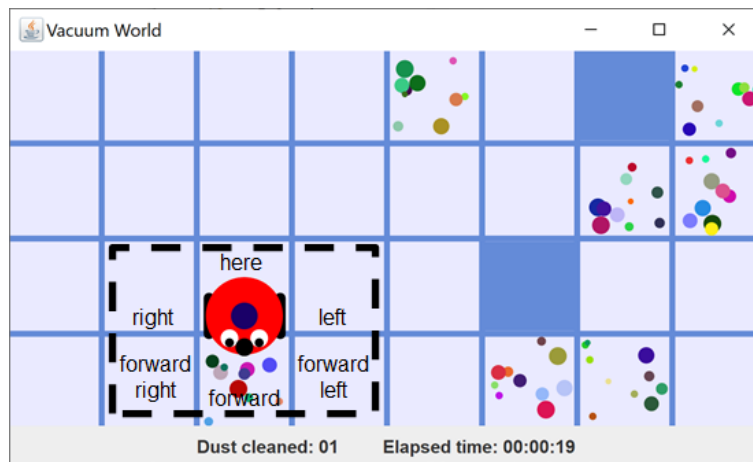 Vacuum World
here
right
left
forward
right
forward
forward
left
Dust cleaned: 01
Elapsed time: 00:00:19